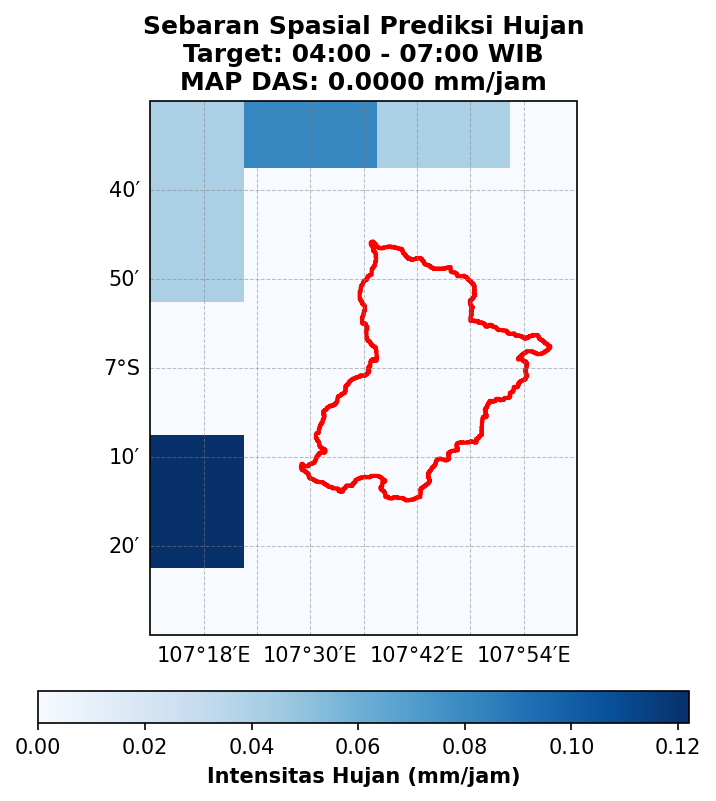 Sebaran Spasial Prediksi Hujan
Target: 04:00 - 07:00 WIB
MAP DAS: 0.0000 mm/jam
40′
50′
7°S
10′
20′
107°18′E 107°30′E 107°42′E 107°54′E
0.00 0.02 0.04 0.06 0.08 0.10 0.12
Intensitas Hujan (mm/jam)